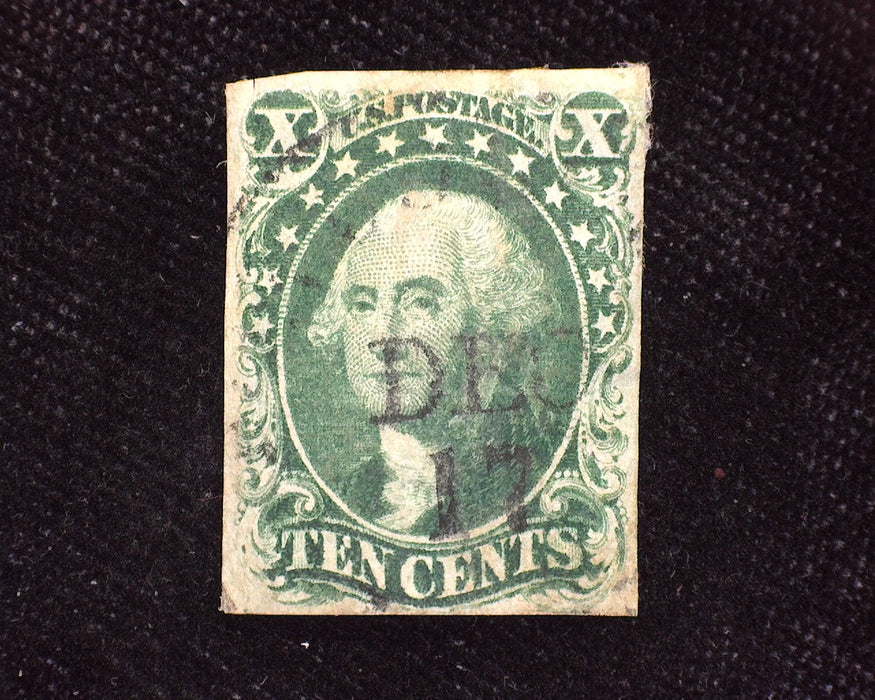 X U.S. POSTAGE X
DEC
17
TEN CENTS